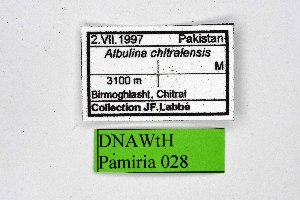 2.VII.1997 Pakistan
Albulina chitralensis
M
3100 m
Birmoghlasht, Chitral
Collection JF.Labbé
DNAWtH
Pamiria 028